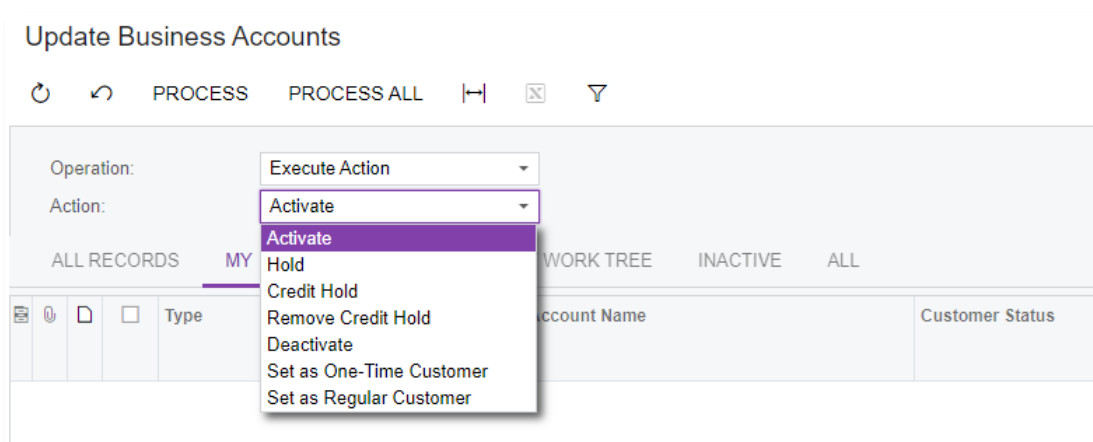 Update Business Accounts
PROCESS PROCESS ALL
Operation: Execute Action
Action: Activate
Activate
Hold
Credit Hold
Remove Credit Hold
Deactivate
Set as One-Time Customer
Set as Regular Customer
ALL RECORDS MY WORK TREE INACTIVE ALL
Type Account Name Customer Status